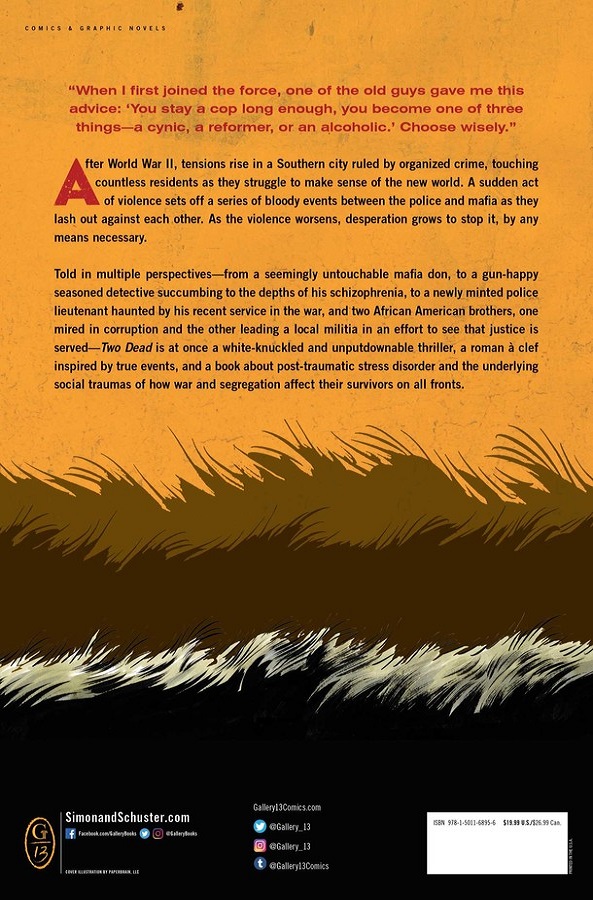 COMICS & GRAPHIC NOVELS
“When I first joined the force, one of the old guys gave me this
advice: ‘You stay a cop long enough, you become one of three
things—a cynic, a reformer, or an alcoholic.’ Choose wisely.”
After World War II, tensions rise in a Southern city ruled by organized crime, touching
countless residents as they struggle to make sense of the new world. A sudden act
of violence sets off a series of bloody events between the police and mafia as they
lash out against each other. As the violence worsens, desperation grows to stop it, by any
means necessary.
Told in multiple perspectives—from a seemingly untouchable mafia don, to a gun-happy
seasoned detective succumbing to the depths of his schizophrenia, to a newly minted police
lieutenant haunted by his recent service in the war, and two African American brothers, one
mired in corruption and the other leading a local militia in an effort to see that justice is
served—Two Dead is at once a white-knuckled and unputdownable thriller, a roman à clef
inspired by true events, and a book about post-traumatic stress disorder and the underlying
social traumas of how war and segregation affect their survivors on all fronts.
G
13
SimonandSchuster.com
Facebook.com/GalleryBooks @GalleryBooks
COVER ILLUSTRATION BY PAPERBRAIN, LLC
Gallery13Comics.com
@Gallery_13
@Gallery_13
@Gallery13Comics
ISBN 978-1-5011-6895-6 $19.99 U.S./$26.99 Can.
PRINTED IN THE U.S.A.